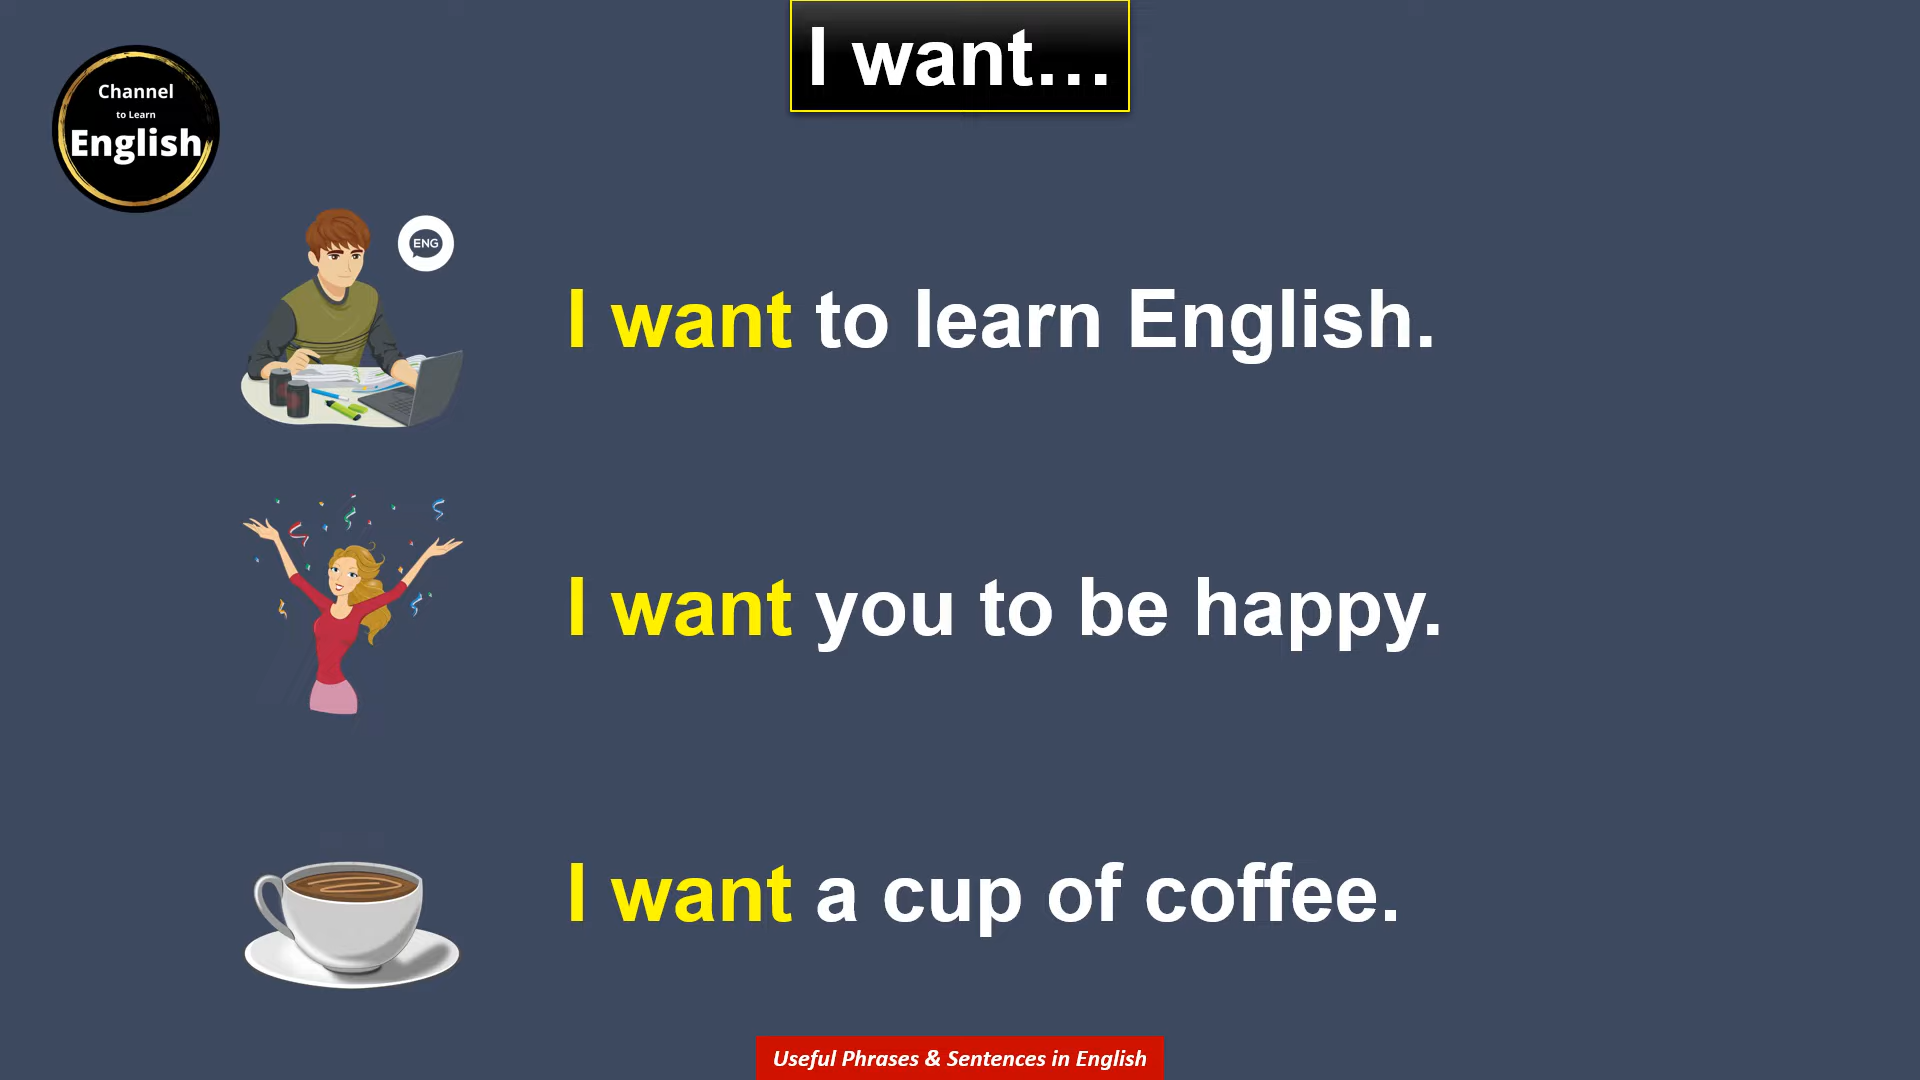 I want…
Channel
to Learn
English
ENG
I want to learn English.
I want you to be happy.
I want a cup of coffee.
Useful Phrases & Sentences in English